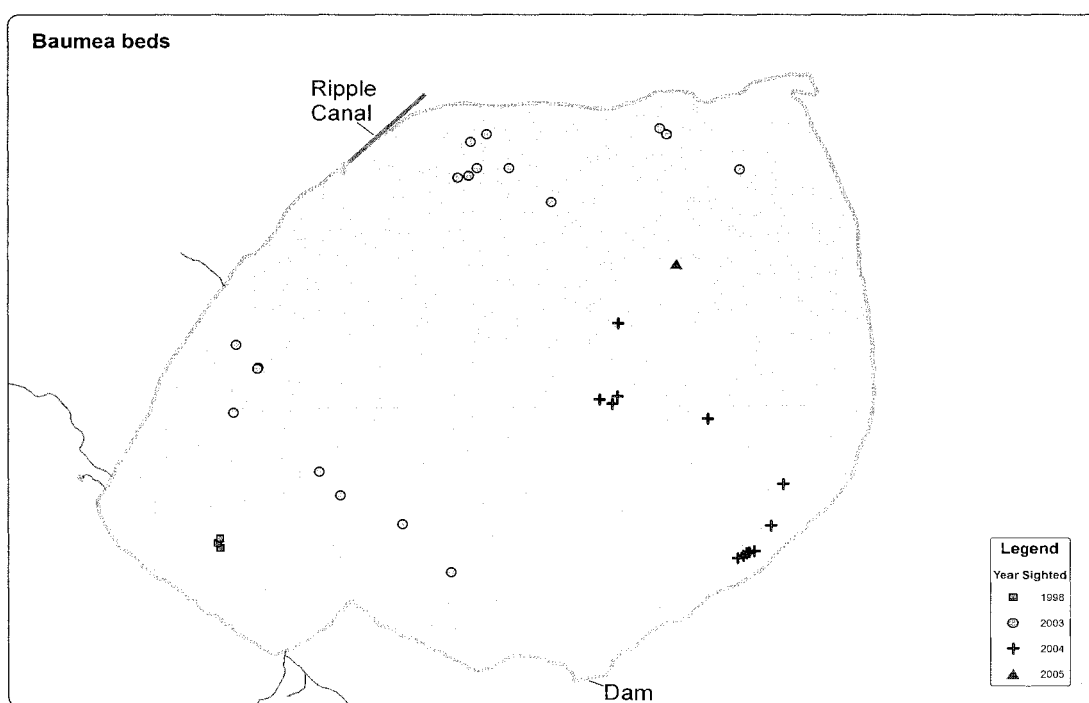 Baumea beds
Ripple
Canal
Dam
Legend
Year Sighted
1998
2003
2004
2005